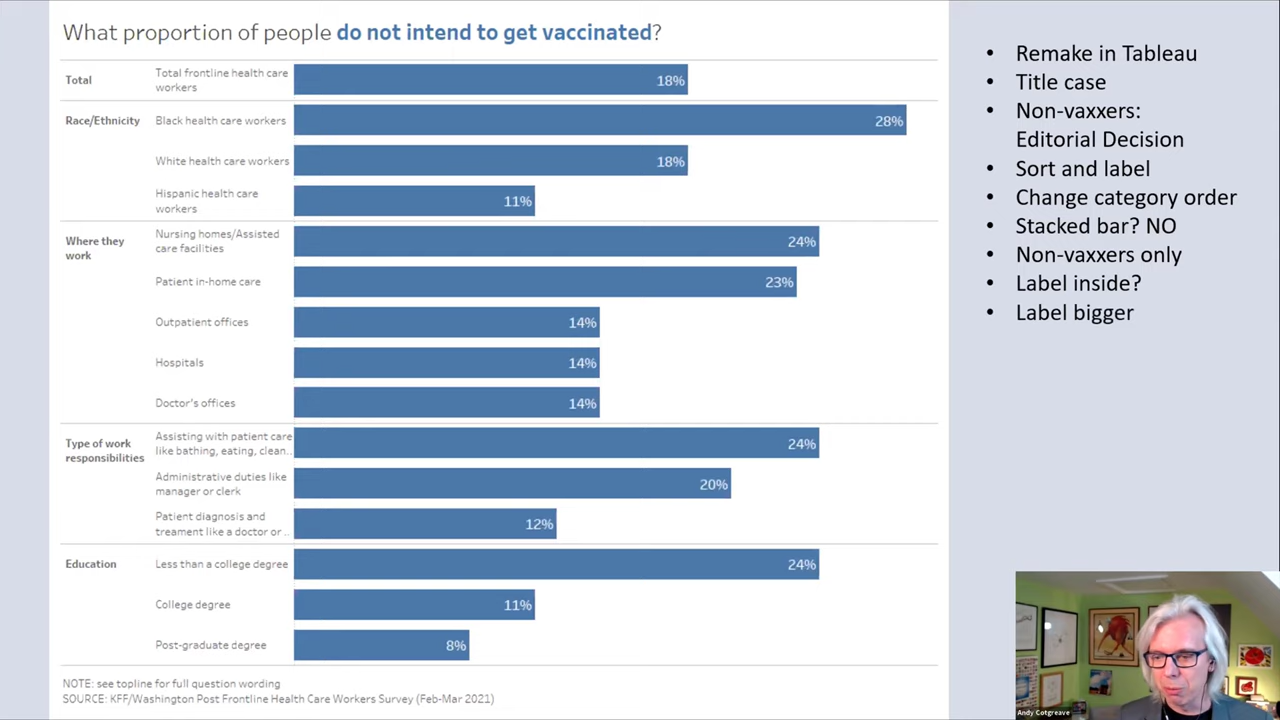 What proportion of people do not intend to get vaccinated?
Total
Total frontline health care
workers
18%
Race/Ethnicity
Black health care workers
28%
White health care workers
18%
Hispanic health care
workers
11%
Where they
work
Nursing homes/Assisted
care facilities
24%
Patient in-home care
23%
Outpatient offices
14%
Hospitals
14%
Doctor's offices
14%
Type of work
responsibilities
Assisting with patient care
like bathing, eating, clean..
24%
Administrative duties like
manager or clerk
20%
Patient diagnosis and
treament like a doctor or ..
12%
Education
Less than a college degree
24%
College degree
11%
Post-graduate degree
8%
NOTE: see topline for full question wording
SOURCE: KFF/Washington Post Frontline Health Care Workers Survey (Feb-Mar 2021)
• Remake in Tableau
• Title case
• Non-vaxxers:
Editorial Decision
• Sort and label
• Change category order
• Stacked bar? NO
• Non-vaxxers only
• Label inside?
• Label bigger
Andy Cotgreave